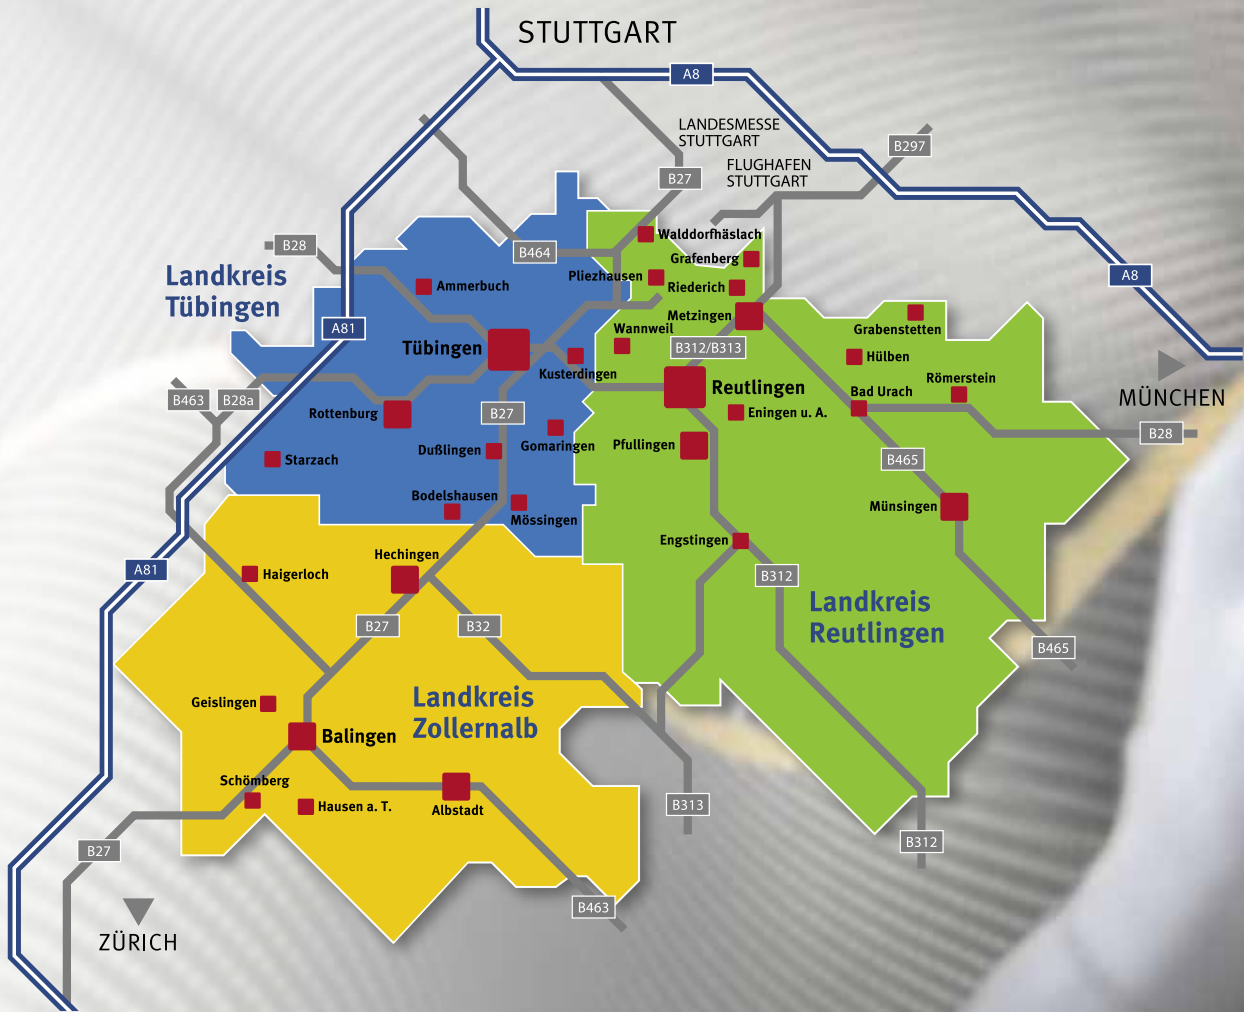 STUTTGART
A8
LANDESMESSE
STUTTGART
B297
FLUGHAFEN
STUTTGART
B27
Walddorfhäslach
B28
B464
Grafenberg
Landkreis
Tübingen
Pliezhausen
A8
Ammerbuch
Riederich
Metzingen
Grabenstetten
A81
Wannweil
Tübingen
B312/B313
Hülben
Kusterdingen
Römerstein
MÜNCHEN
Reutlingen
Bad Urach
B463
B28a
Rottenburg
B27
Eningen u. A.
B28
Gomaringen
Pfullingen
Dußlingen
Starzach
B465
Bodelshausen
Münsingen
Mössingen
Engstingen
Hechingen
A81
Haigerloch
B312
Landkreis
Reutlingen
B27
B32
B465
Geislingen
Landkreis
Zollernalb
Balingen
Schömberg
Hausen a. T.
Albstadt
B313
B27
B312
B463
ZÜRICH